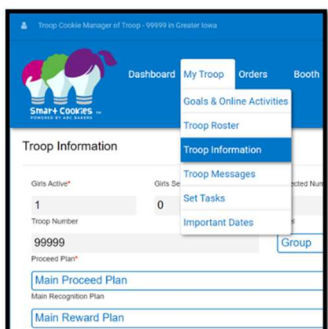 Troop Cookie Manager of Troop - 99999 in Greater Iowa
Dashboard My Troop Orders Booth
Smart Cookies TM
POWERED BY ABC BAKERS
Goals & Online Activities
Troop Roster
Troop Information
Troop Messages
Set Tasks
Important Dates
Troop Information
Girls Active*
Girls Se
1
0
Troop Number
99999
Group
Proceed Plan*
Main Proceed Plan
Main Recognition Plan
Main Reward Plan